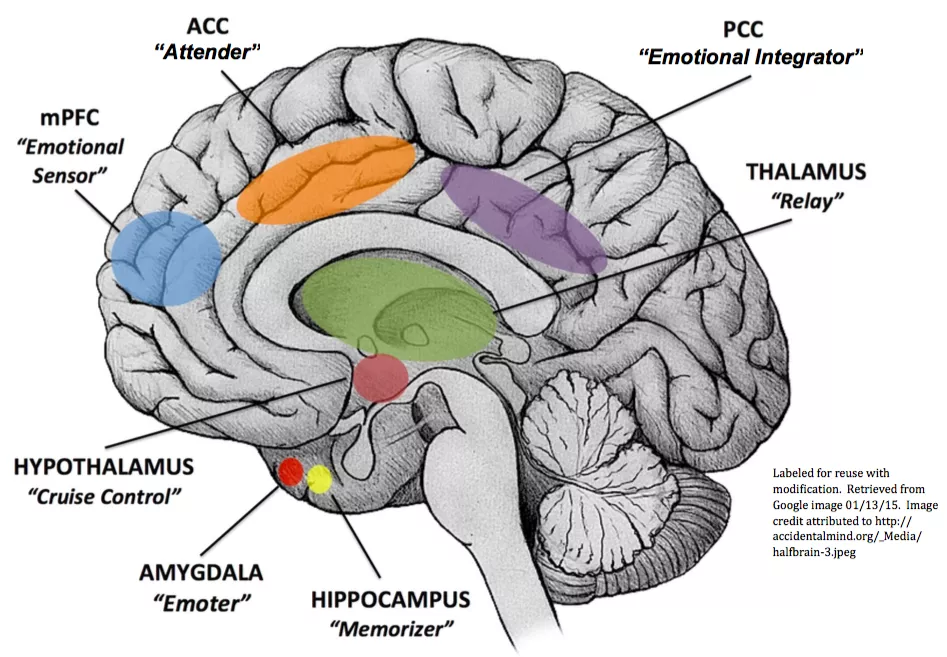 ACC
“Attender”
PCC
“Emotional Integrator”
mPFC
“Emotional
Sensor”
THALAMUS
“Relay”
HYPOTHALAMUS
“Cruise Control”
AMYGDALA
“Emoter”
HIPPOCAMPUS
“Memorizer”
Labeled for reuse with
modification.  Retrieved from
Google image 01/13/15.  Image
credit attributed to http://
accidentalmind.org/_Media/
halfbrain-3.jpeg